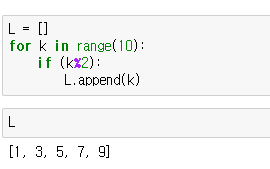 L = []
for k in range(10):
    if (k%2):
        L.append(k)
L
[1, 3, 5, 7, 9]